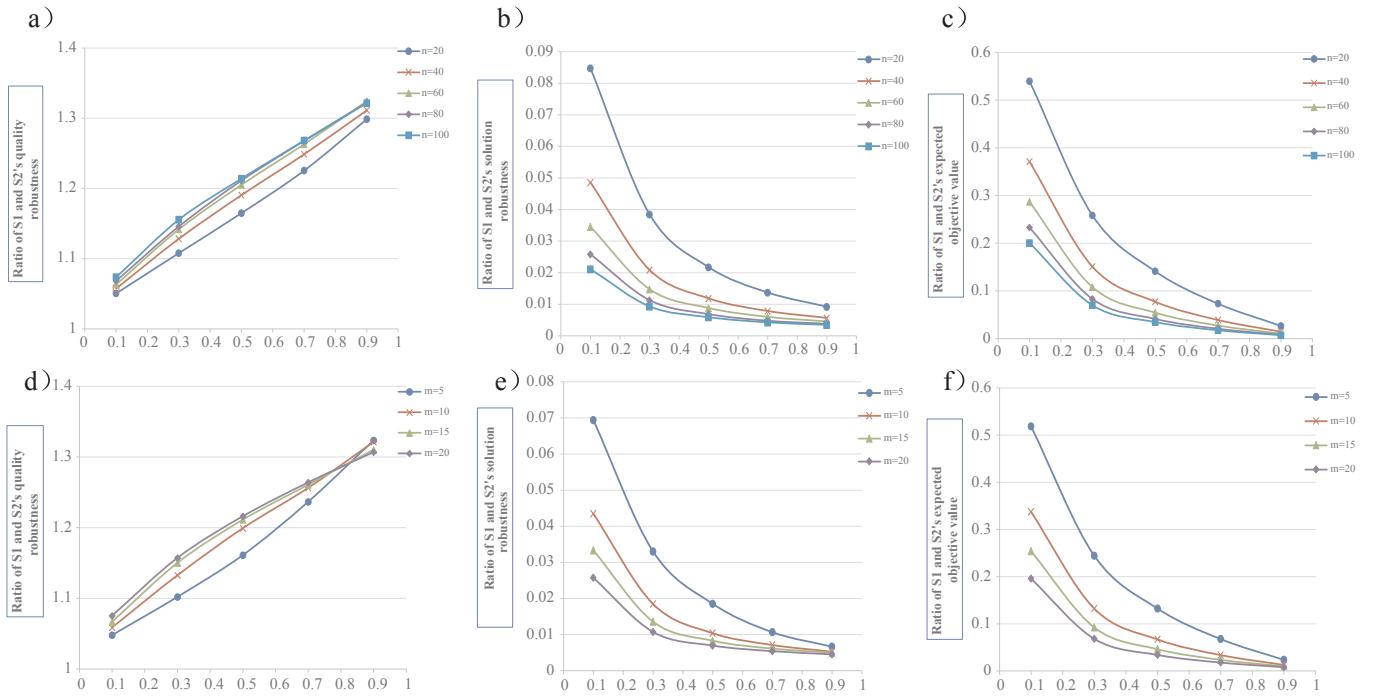 a）
Ratio of S1 and S2's quality
robustness
1.4
1.3
1.2
1.1
1
0 0.1 0.2 0.3 0.4 0.5 0.6 0.7 0.8 0.9 1
n=20
n=40
n=60
n=80
n=100
b）
Ratio of S1 and S2's solution
robustness
0.09
0.08
0.07
0.06
0.05
0.04
0.03
0.02
0.01
0
0 0.1 0.2 0.3 0.4 0.5 0.6 0.7 0.8 0.9 1
n=20
n=40
n=60
n=80
n=100
c）
Ratio of S1 and S2's expected
objective value
0.6
0.5
0.4
0.3
0.2
0.1
0
0 0.1 0.2 0.3 0.4 0.5 0.6 0.7 0.8 0.9 1
n=20
n=40
n=60
n=80
n=100
d）
Ratio of S1 and S2's quality
robustness
1.4
1.3
1.2
1.1
1
0 0.1 0.2 0.3 0.4 0.5 0.6 0.7 0.8 0.9 1
m=5
m=10
m=15
m=20
e）
Ratio of S1 and S2's solution
robustness
0.08
0.07
0.06
0.05
0.04
0.03
0.02
0.01
0
0 0.1 0.2 0.3 0.4 0.5 0.6 0.7 0.8 0.9 1
m=5
m=10
m=15
m=20
f）
Ratio of S1 and S2's expected
objective value
0.6
0.5
0.4
0.3
0.2
0.1
0
0 0.1 0.2 0.3 0.4 0.5 0.6 0.7 0.8 0.9 1
m=5
m=10
m=15
m=20